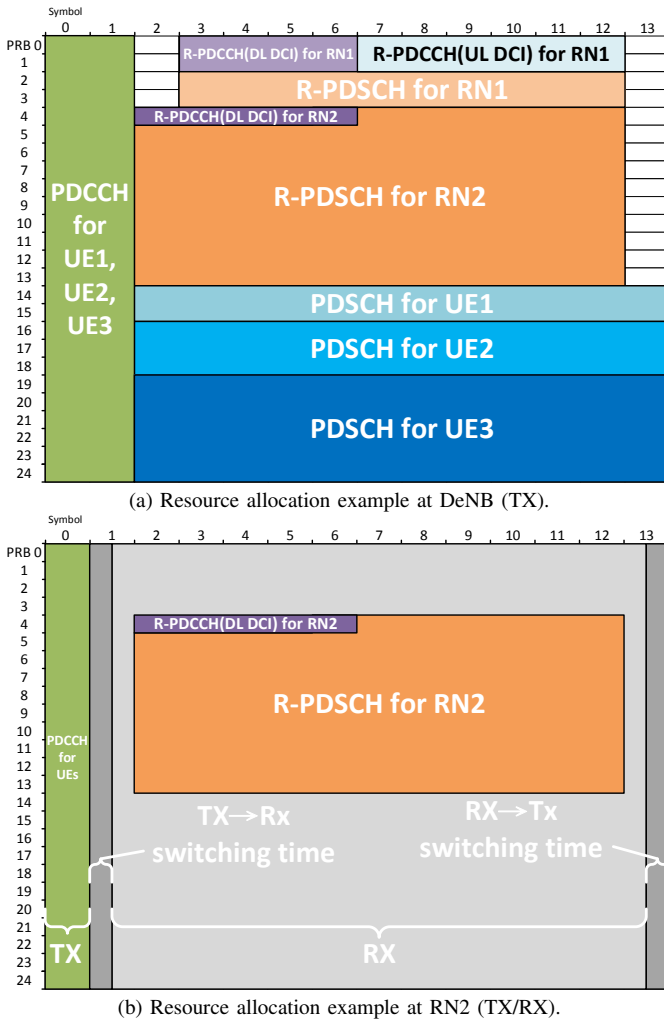 Symbol
0 1 2 3 4 5 6 7 8 9 10 11 12 13
PRB 0
1
2
3
4
5
6
7
8
9
10
11
12
13
14
15
16
17
18
19
20
21
22
23
24
PDCCH
for
UE1,
UE2,
UE3
R-PDCCH(DL DCI) for RN1
R-PDCCH(UL DCI) for RN1
R-PDSCH for RN1
R-PDCCH(DL DCI) for RN2
R-PDSCH for RN2
PDSCH for UE1
PDSCH for UE2
PDSCH for UE3
(a) Resource allocation example at DeNB (TX).
Symbol
0 1 2 3 4 5 6 7 8 9 10 11 12 13
PRB 0
1
2
3
4
5
6
7
8
9
10
11
12
13
14
15
16
17
18
19
20
21
22
23
24
PDCCH
for
UEs
R-PDCCH(DL DCI) for RN2
R-PDSCH for RN2
TX→Rx
switching time
RX→Tx
switching time
TX
RX
(b) Resource allocation example at RN2 (TX/RX).